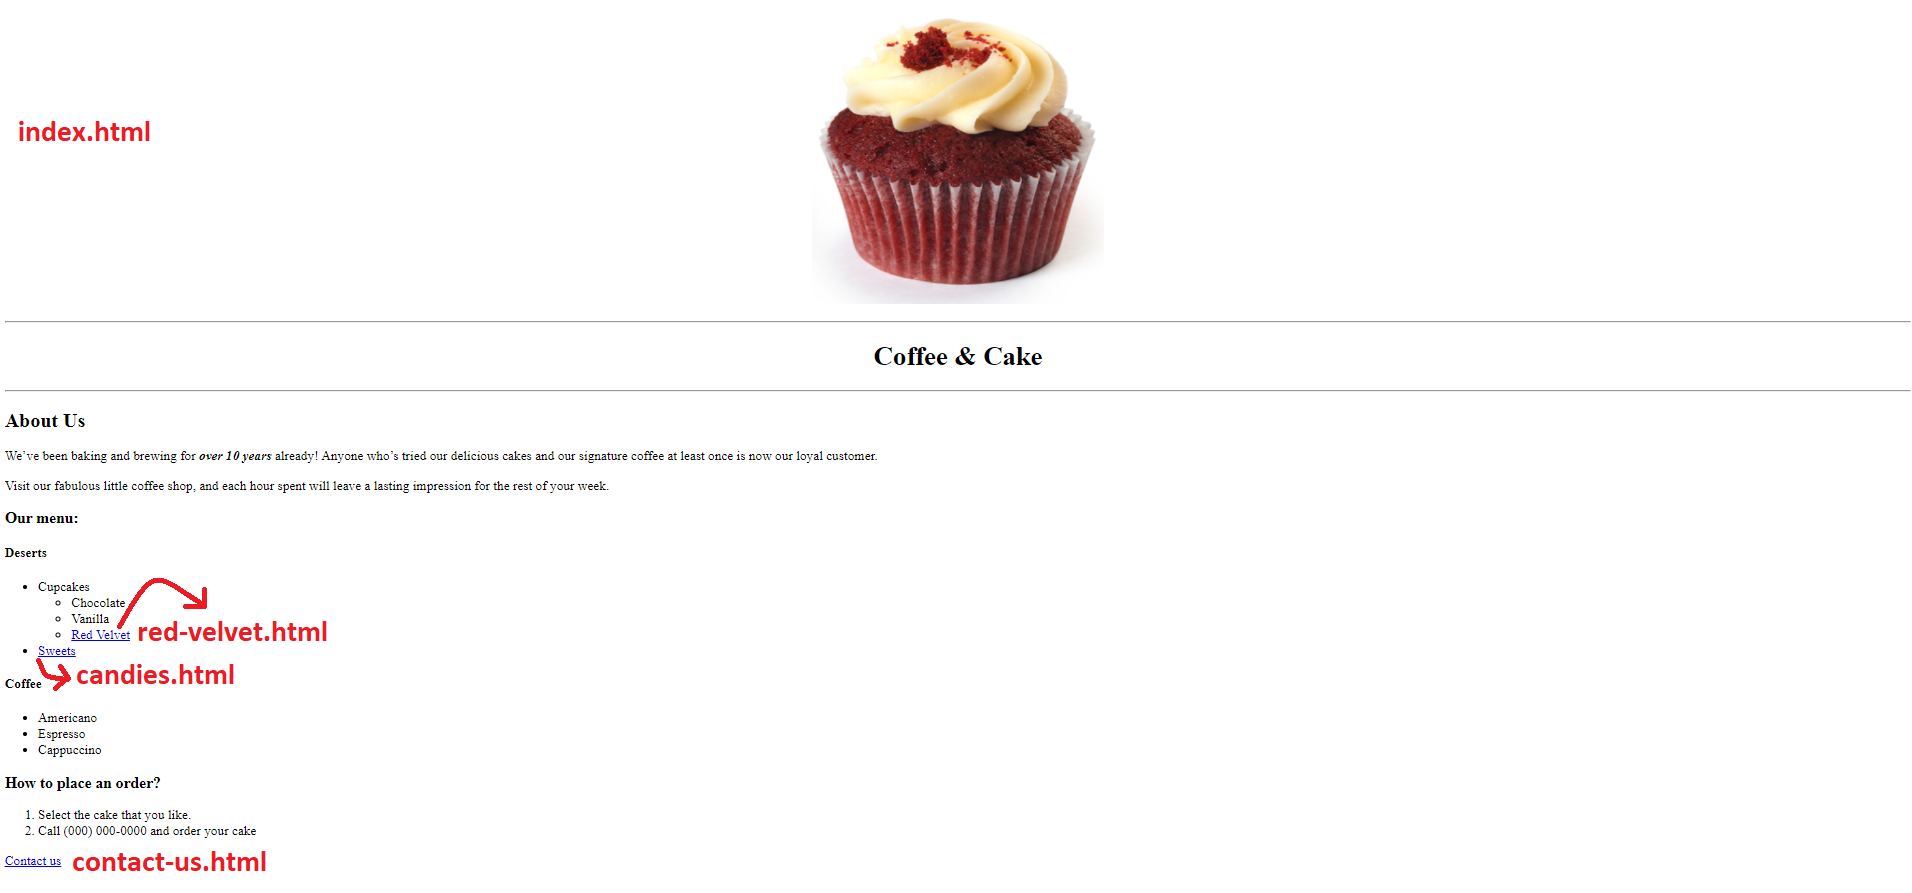 index.html
Coffee & Cake
About Us
We’ve been baking and brewing for over 10 years already! Anyone who’s tried our delicious cakes and our signature coffee at least once is now our loyal customer.
Visit our fabulous little coffee shop, and each hour spent will leave a lasting impression for the rest of your week.
Our menu:
Deserts
Cupcakes
Chocolate
Vanilla
Red Velvet red-velvet.html
Sweets
candies.html
Coffee
Americano
Espresso
Cappuccino
How to place an order?
1. Select the cake that you like.
2. Call (000) 000-0000 and order your cake
Contact us contact-us.html